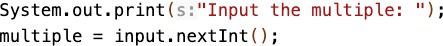 System.out.print(s:"Input the multiple: ");
multiple = input.nextInt();